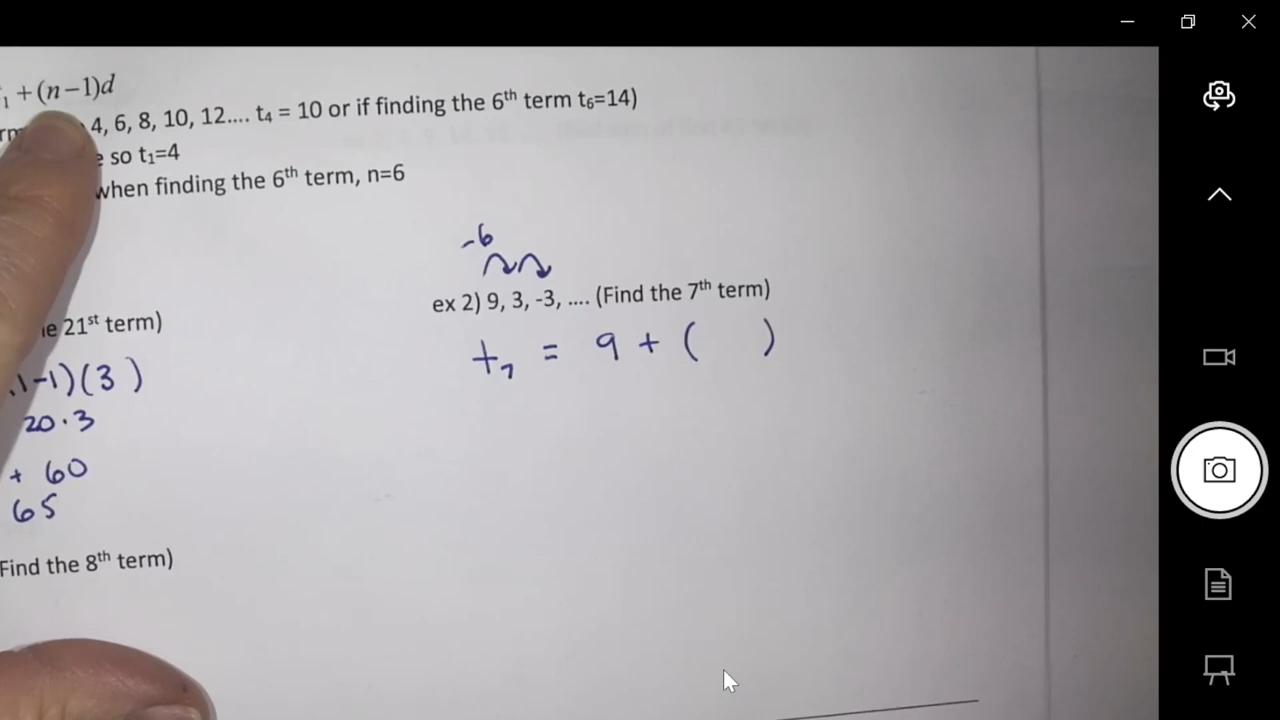 ₁ + (n−1)d
4, 6, 8, 10, 12.... t₄ = 10 or if finding the 6th term t₆=14)
so t₁=4
when finding the 6th term, n=6
-6
ex 2) 9, 3, -3, .... (Find the 7th term)
t₇ = 9 + ( )
21st term)
1-1)(3 )
20·3
+ 60
65
Find the 8th term)